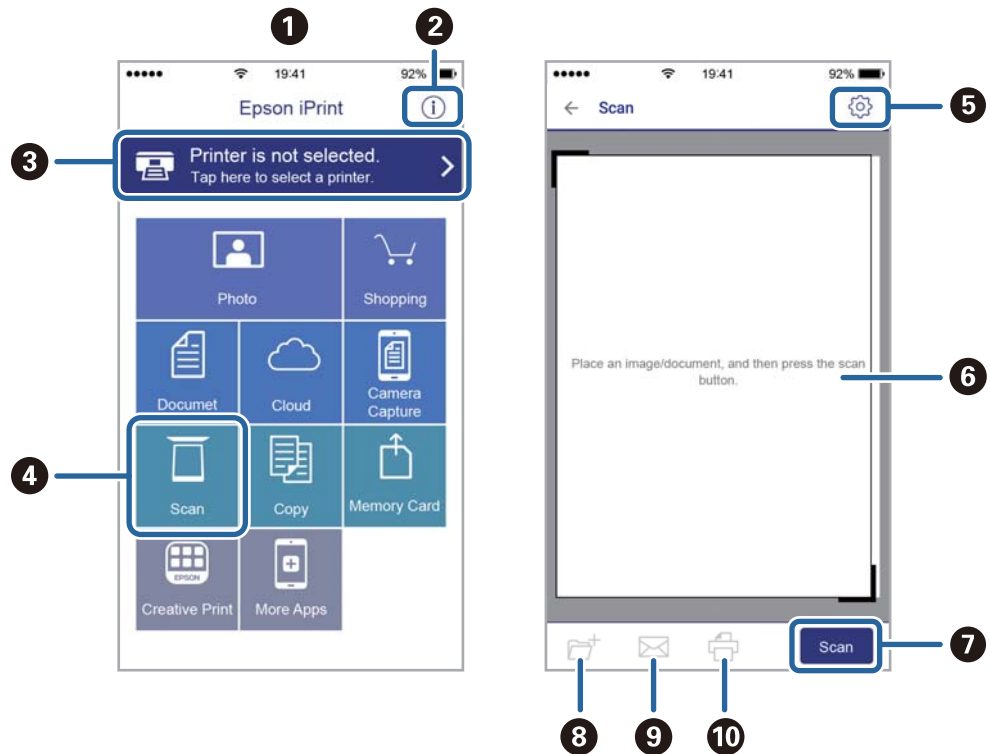 1
2
19:41
92%
Epson iPrint
i
3
Printer is not selected.
Tap here to select a printer.
Photo
Shopping
Documet
Cloud
Camera
Capture
4
Scan
Copy
Memory Card
EPSON
Creative Print
More Apps
19:41
92%
Scan
5
Place an image/document, and then press the scan
button.
6
Scan
7
8
9
10